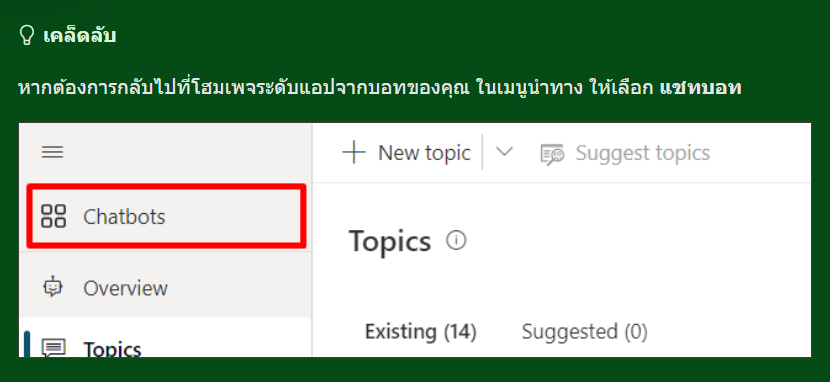 เคล็ดลับ
หากต้องการกลับไปที่โฮมเพจระดับแอปจากบอทของคุณ ในเมนูนำทาง ให้เลือก แชทบอท
New topic
Suggest topics
Chatbots
Topics
Overview
Existing (14)
Suggested (0)
Topics